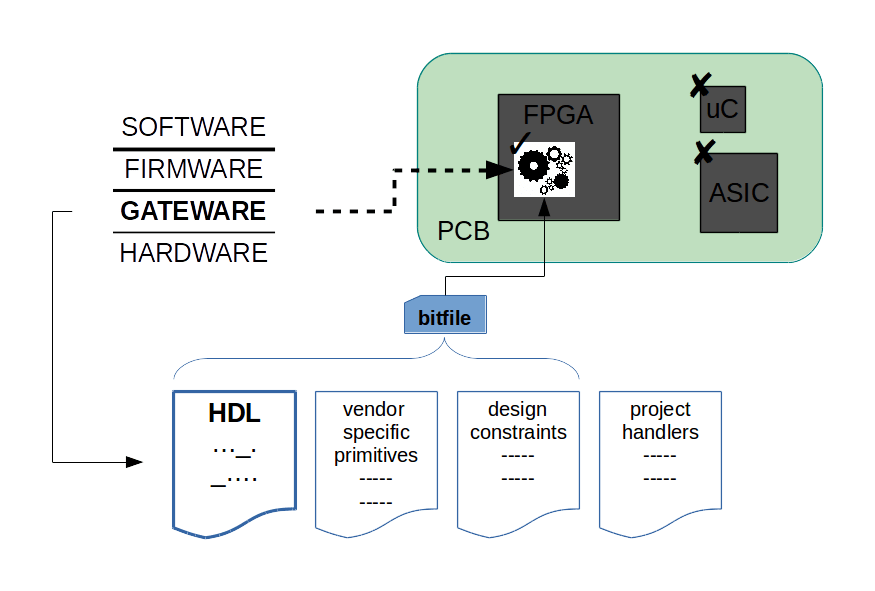 SOFTWARE
FIRMWARE
GATEWARE
HARDWARE
FPGA
uC
ASIC
PCB
bitfile
HDL
..._.
_....
vendor
specific
primitives
-----
-----
design
constraints
-----
-----
project
handlers
-----
-----